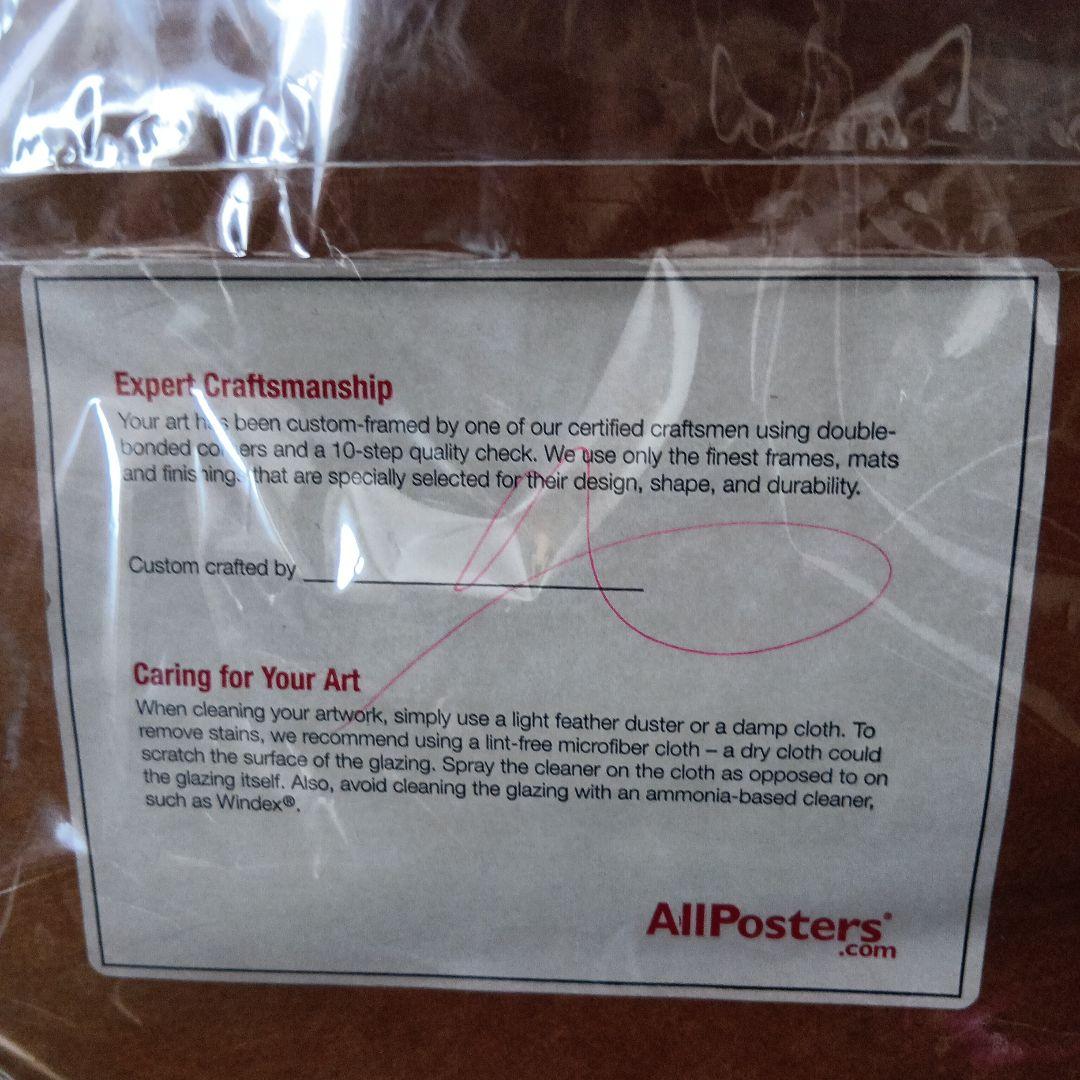 Expert Craftsmanship
Your art has been custom-framed by one of our certified craftsmen using double-
bonded corners and a 10-step quality check. We use only the finest frames, mats
and finishings that are specially selected for their design, shape, and durability.
Custom crafted by
Caring for Your Art
When cleaning your artwork, simply use a light feather duster or a damp cloth. To
remove stains, we recommend using a lint-free microfiber cloth – a dry cloth could
scratch the surface of the glazing. Spray the cleaner on the cloth as opposed to on
the glazing itself. Also, avoid cleaning the glazing with an ammonia-based cleaner,
such as Windex®.
AllPosters®
.com